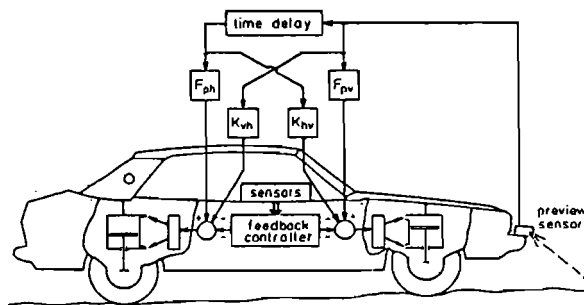 time delay
Fph
Fpv
Kvh
Khv
sensors
feedback
controller
preview
sensor